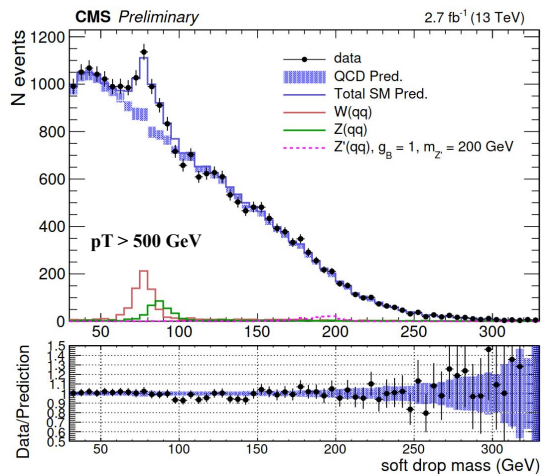 CMS Preliminary 2.7 fb⁻¹ (13 TeV)
N events
1200
1000
800
600
400
200
0
data
QCD Pred.
Total SM Pred.
W(qq)
Z(qq)
Z'(qq), g_B = 1, m_Z' = 200 GeV
pT > 500 GeV
50 100 150 200 250 300
Data/Prediction
1.5
1.4
1.3
1.2
1.1
1.0
0.9
0.8
0.7
0.6
0.5
50 100 150 200 250 300
soft drop mass (GeV)